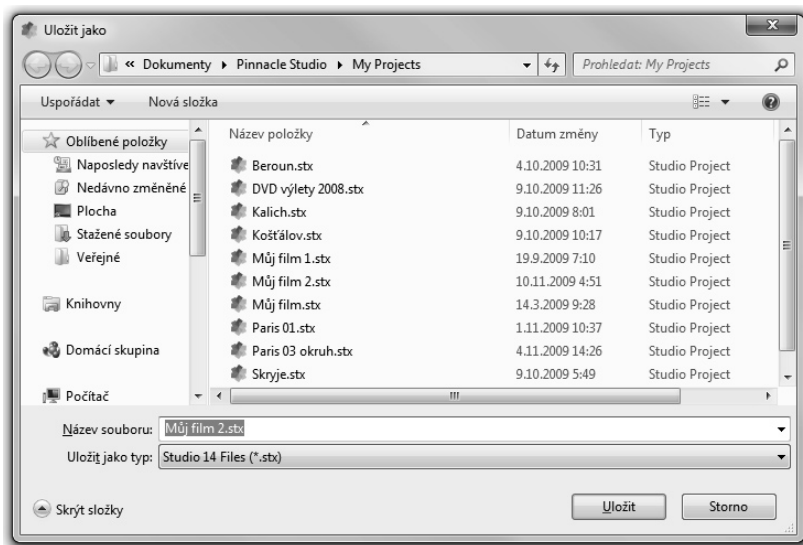 Uložit jako
« Dokumenty ▸ Pinnacle Studio ▸ My Projects
Prohledat: My Projects
Uspořádat Nová složka
Název položky Datum změny Typ
Oblíbené položky
Naposledy navštíve
Nedávno změněné
Plocha
Stažené soubory
Veřejné
Knihovny
Domácí skupina
Počítač
Beroun.stx 4.10.2009 10:31 Studio Project
DVD výlety 2008.stx 9.10.2009 11:26 Studio Project
Kalich.stx 9.10.2009 8:01 Studio Project
Košťálov.stx 9.10.2009 10:17 Studio Project
Můj film 1.stx 19.9.2009 7:10 Studio Project
Můj film 2.stx 10.11.2009 4:51 Studio Project
Můj film.stx 14.3.2009 9:28 Studio Project
Paris 01.stx 1.11.2009 10:37 Studio Project
Paris 03 okruh.stx 4.11.2009 14:26 Studio Project
Skryje.stx 9.10.2009 5:49 Studio Project
Název souboru: Můj film 2.stx
Uložit jako typ: Studio 14 Files (*.stx)
Skrýt složky
Uložit Storno